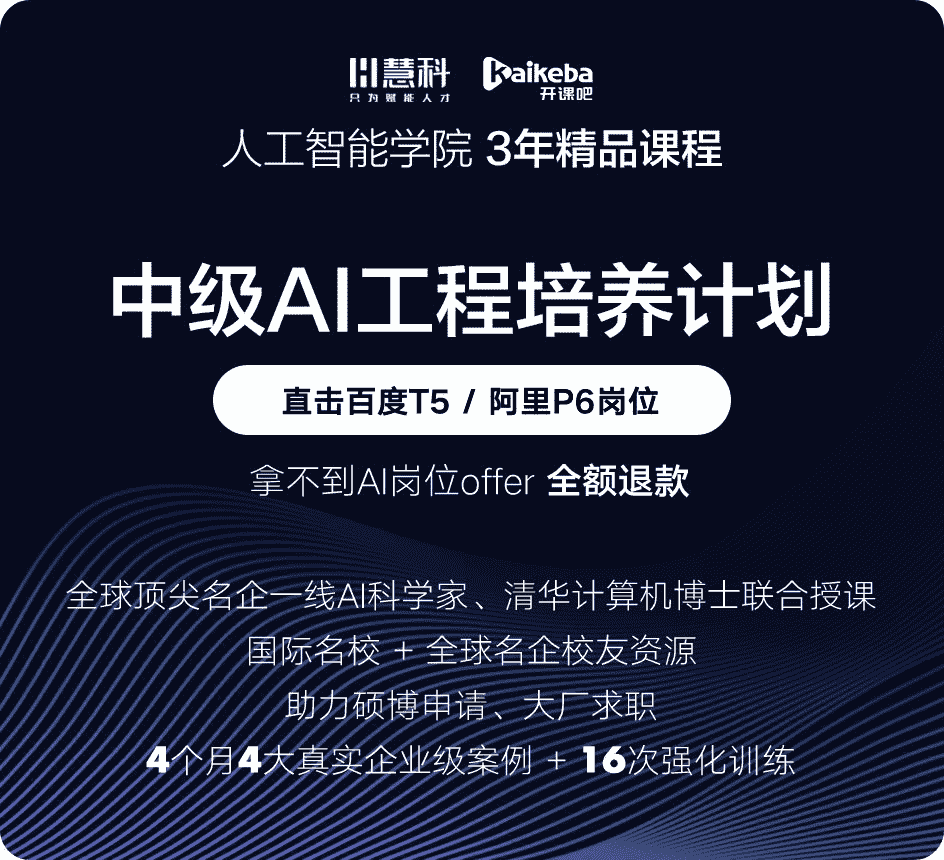 慧科 Kaikeba
只为赋能人才 开课吧
人工智能学院 3年精品课程
中级AI工程培养计划
直击百度T5 / 阿里P6岗位
拿不到AI岗位offer 全额退款
全球顶尖名企一线AI科学家、清华计算机博士联合授课
国际名校 + 全球名企校友资源
助力硕博申请、大厂求职
4个月4大真实企业级案例 + 16次强化训练